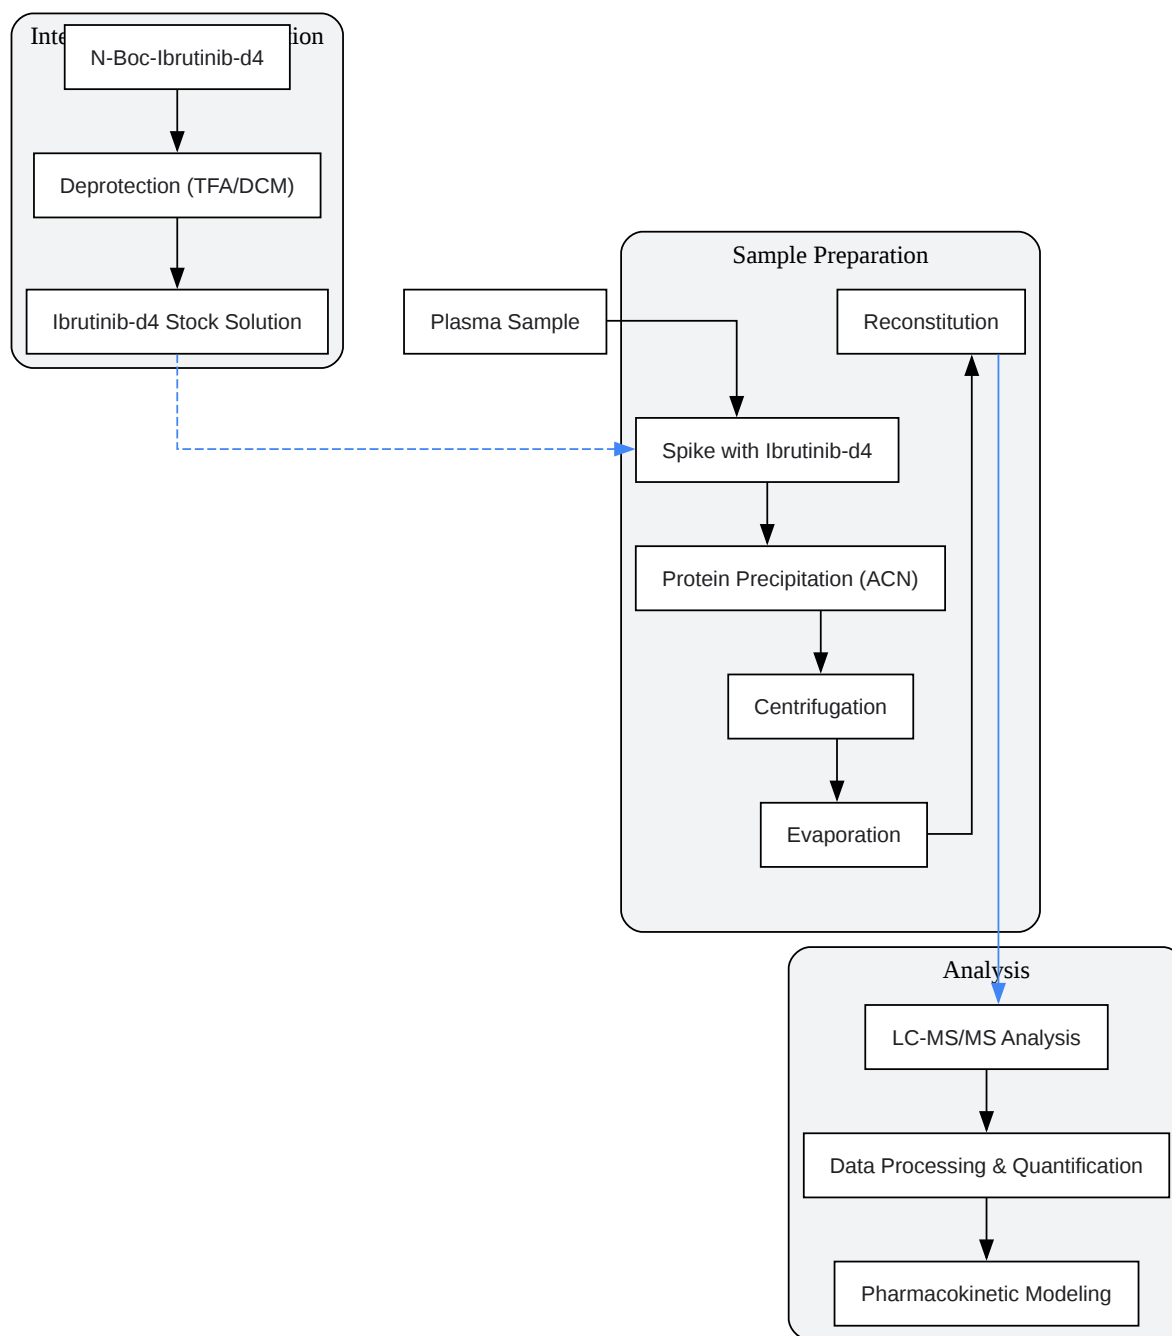 N-Boc-Ibrutinib-d4
Deprotection (TFA/DCM)
Ibrutinib-d4 Stock Solution
Plasma Sample
Sample Preparation
Reconstitution
Spike with Ibrutinib-d4
Protein Precipitation (ACN)
Centrifugation
Evaporation
Analysis
LC-MS/MS Analysis
Data Processing & Quantification
Pharmacokinetic Modeling